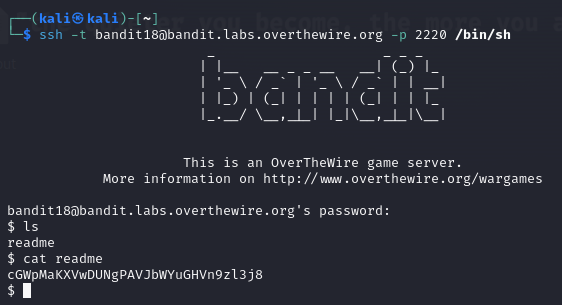 ┌──(kali㉿kali)-[~]
└─$ ssh -t bandit18@bandit.labs.overthewire.org -p 2220 /bin/sh
bandit
This is an OverTheWire game server.
More information on http://www.overthewire.org/wargames
bandit18@bandit.labs.overthewire.org's password:
$ ls
readme
$ cat readme
cGWpMaKXVwDUNgPAVJbWYuGHVn9zl3j8
$